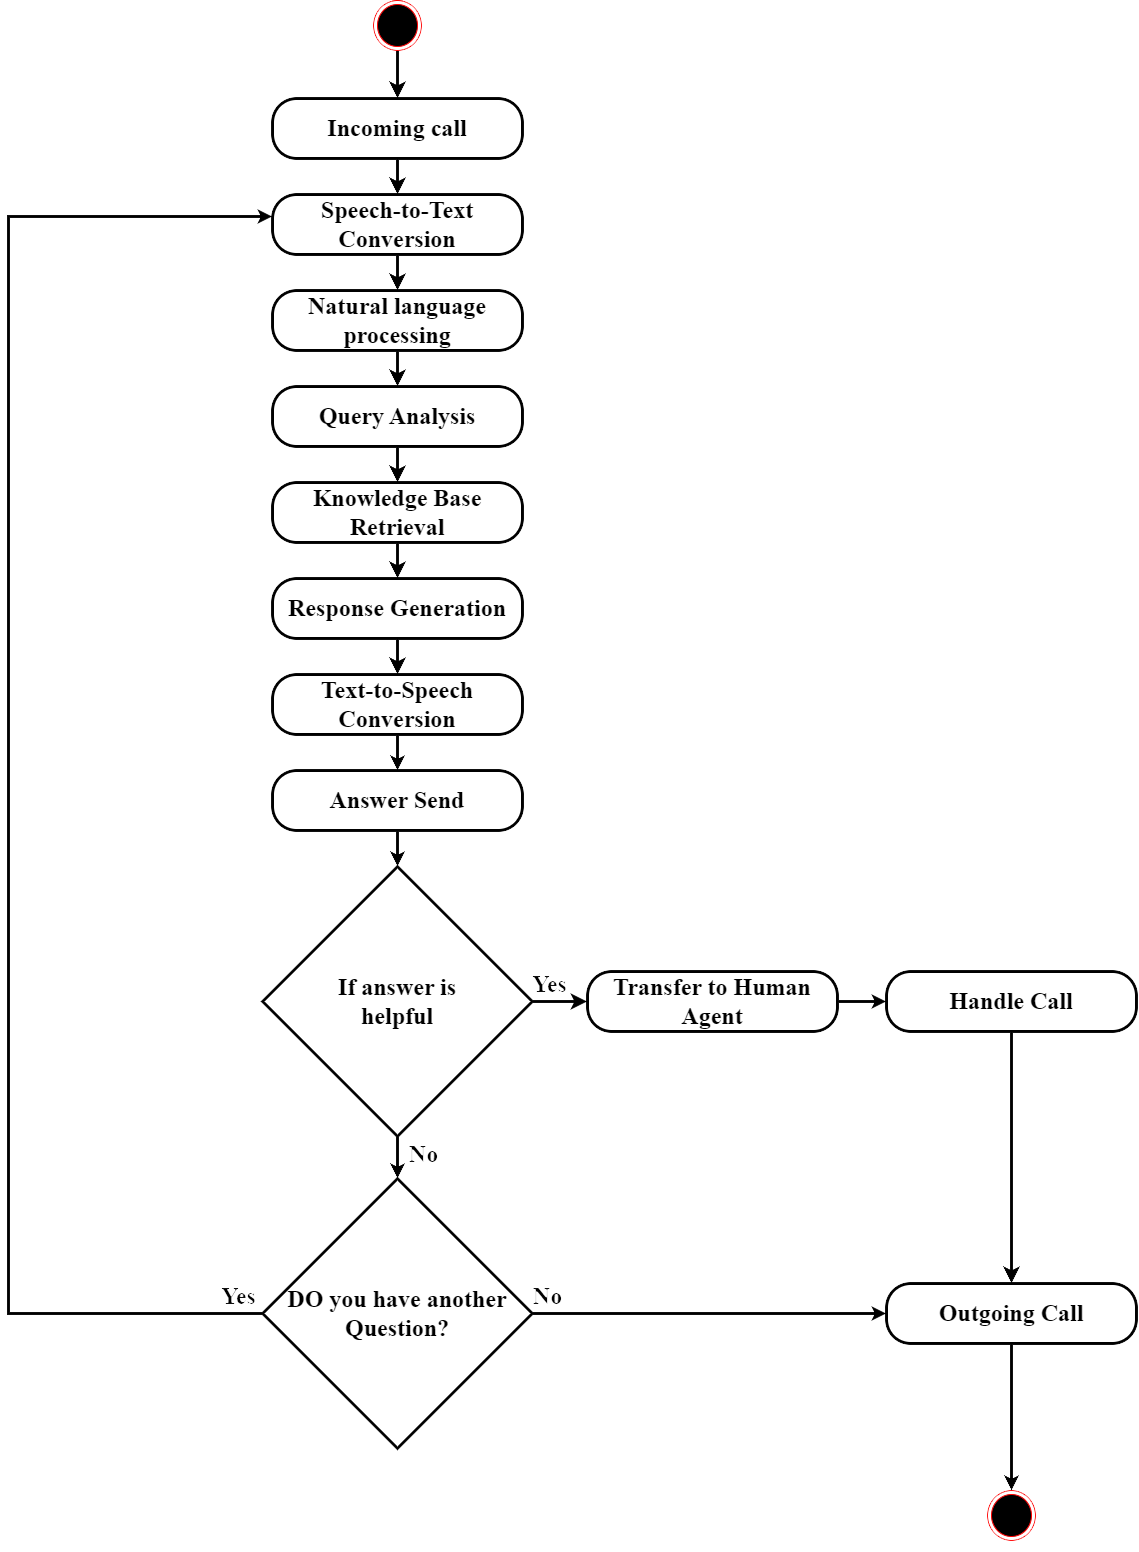 Incoming call
Speech-to-Text
Conversion
Natural language
processing
Query Analysis
Knowledge Base
Retrieval
Response Generation
Text-to-Speech
Conversion
Answer Send
If answer is
helpful
Yes
Transfer to Human
Agent
Handle Call
No
Yes
DO you have another
Question?
No
Outgoing Call